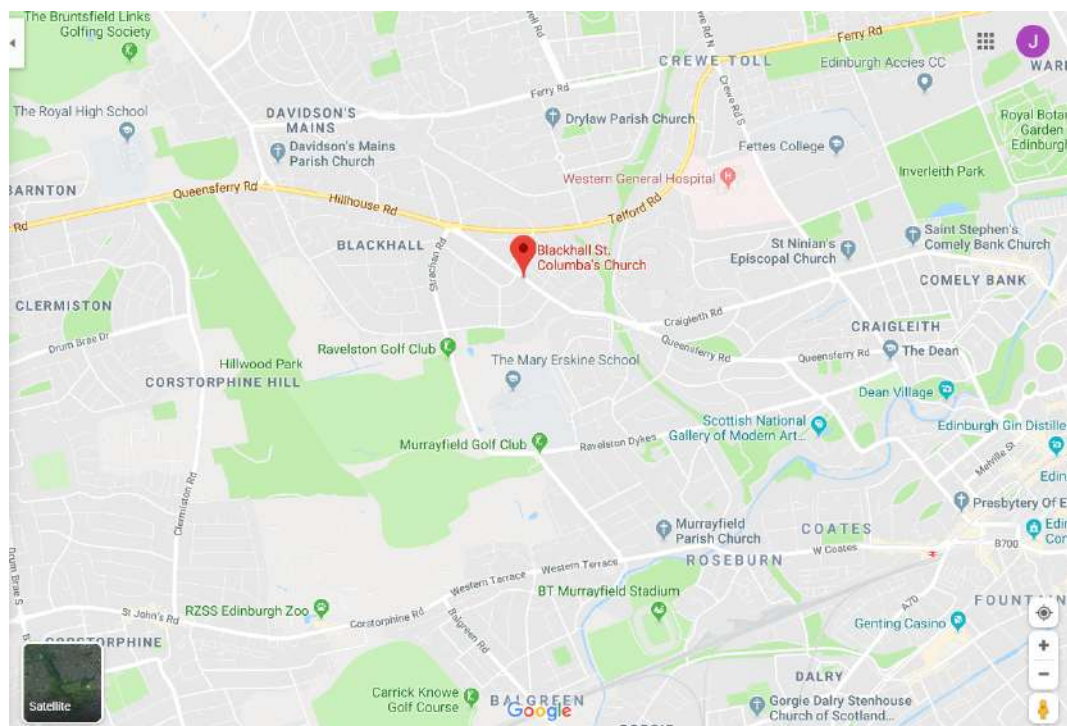 The Bruntsfield Links
Golfing Society
Ferry Rd
J
CREWE TOLL
Edinburgh Accies CC
The Royal High School
DAVIDSON'S
MAINS
Ferry Rd
Crewe Rd S
Drylaw Parish Church
Davidson's Mains
Parish Church
Fettes College
Royal
Garden
Edinburgh
Inverleith Park
Western General Hospital
BARNTON
Queensferry Rd
Hillhouse Rd
Telford Rd
Rd
BLACKHALL
Strachan Rd
Blackhall St.
Columba's Church
St Ninian's
Episcopal Church
Saint Stephen's
Comely Bank Church
COMELY BANK
CLERMISTON
Craigleith Rd
CRAIGLEITH
Drum Brae Dr
Ravelston Golf Club
Queensferry Rd
Queensferry Rd
The Dean
Hillwood Park
The Mary Erskine School
CORSTORPHINE HILL
Dean Village
Scottish National
Gallery of Modern Art...
Edinburgh Gin Distille
Murrayfield Golf Club
Ravelston Dykes
Melville St
Clermiston Rd
Presbytery Of E
Murrayfield
Parish Church
COATES
W Coates
B700
ROSEBURN
Drum Brae S
Western Terrace
Western Terrace
BT Murrayfield Stadium
RZSS Edinburgh Zoo
St John's Rd
Corstorphine Rd
A70
FOUNTAIN
Genting Casino
CORSTORPHINE
Balgreen Rd
DALRY
Satellite
Carrick Knowe
Golf Course
BALGREEN
Google
Gorgie Dalry Stenhouse
Church of Scotland...